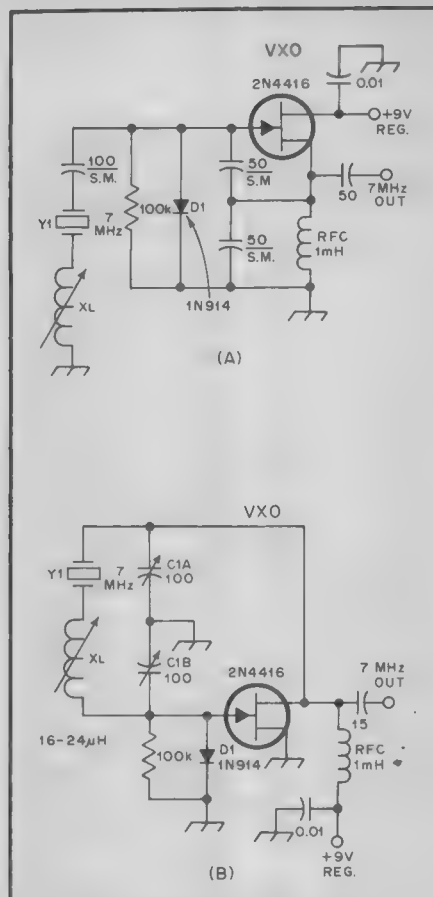 VXO
2N4416
0.01
+9V
REG.
100
S.M.
50
S.M
50
7MHz
OUT
Y1
7
MHz
100k
D1
50
S.M.
RFC
1mH
XL
1N914
(A)
VXO
Y1
7
MHz
C1A
100
XL
C1B
100
2N4416
7 MHz
OUT
15
16-24µH
100k
D1
1N914
RFC
1mH
0.01
+9V
REG.
(B)